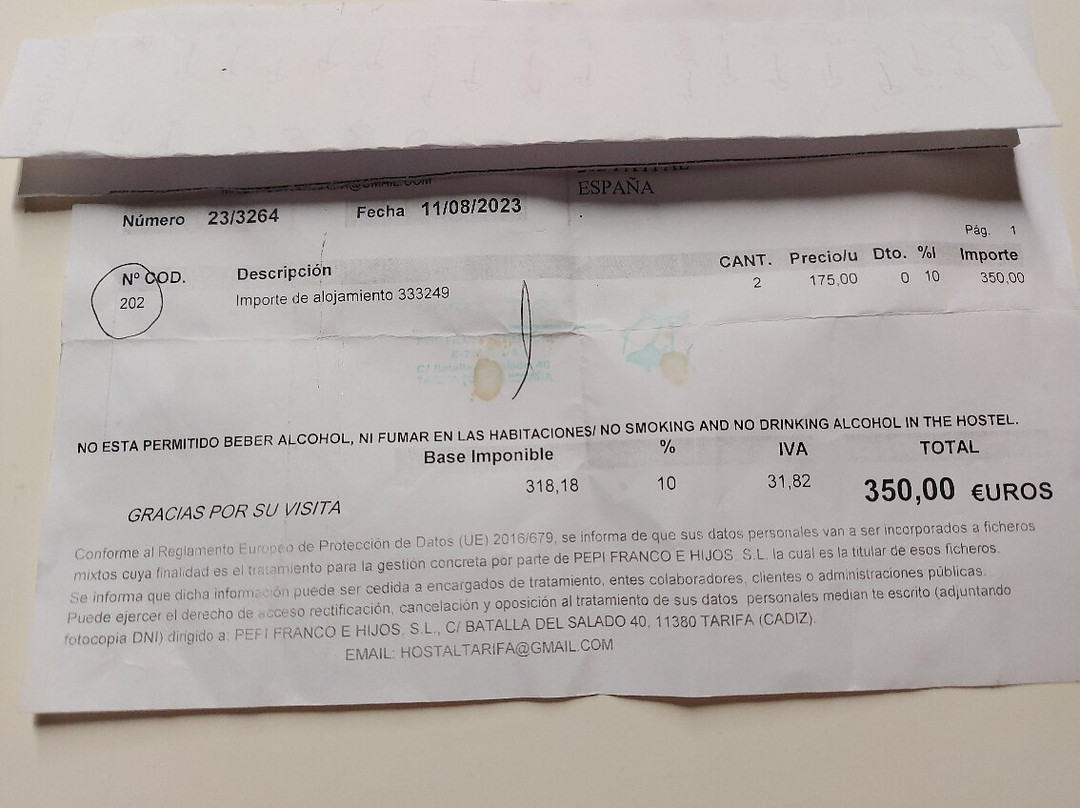 ESPAÑA
Número 23/3264 Fecha 11/08/2023
Pág. 1
Nº COD. Descripción CANT. Precio/u Dto. %I Importe
202 Importe de alojamiento 333249 2 175,00 0 10 350,00
NO ESTA PERMITIDO BEBER ALCOHOL, NI FUMAR EN LAS HABITACIONES/ NO SMOKING AND NO DRINKING ALCOHOL IN THE HOSTEL.
Base Imponible % IVA TOTAL
318,18 10 31,82 350,00 €UROS
GRACIAS POR SU VISITA
Conforme al Reglamento Europeo de Protección de Datos (UE) 2016/679, se informa de que sus datos personales van a ser incorporados a ficheros
mixtos cuya finalidad es el tratamiento para la gestión concreta por parte de PEPI FRANCO E HIJOS, S.L. la cual es la titular de esos ficheros.
Se informa que dicha información puede ser cedida a encargados de tratamiento, entes colaboradores, clientes o administraciones públicas.
Puede ejercer el derecho de acceso rectificación, cancelación y oposición al tratamiento de sus datos personales median te escrito (adjuntando
fotocopia DNI) dirigido a: PEPI FRANCO E HIJOS, S.L., C/ BATALLA DEL SALADO 40, 11380 TARIFA (CADIZ).
EMAIL: HOSTALTARIFA@GMAIL.COM